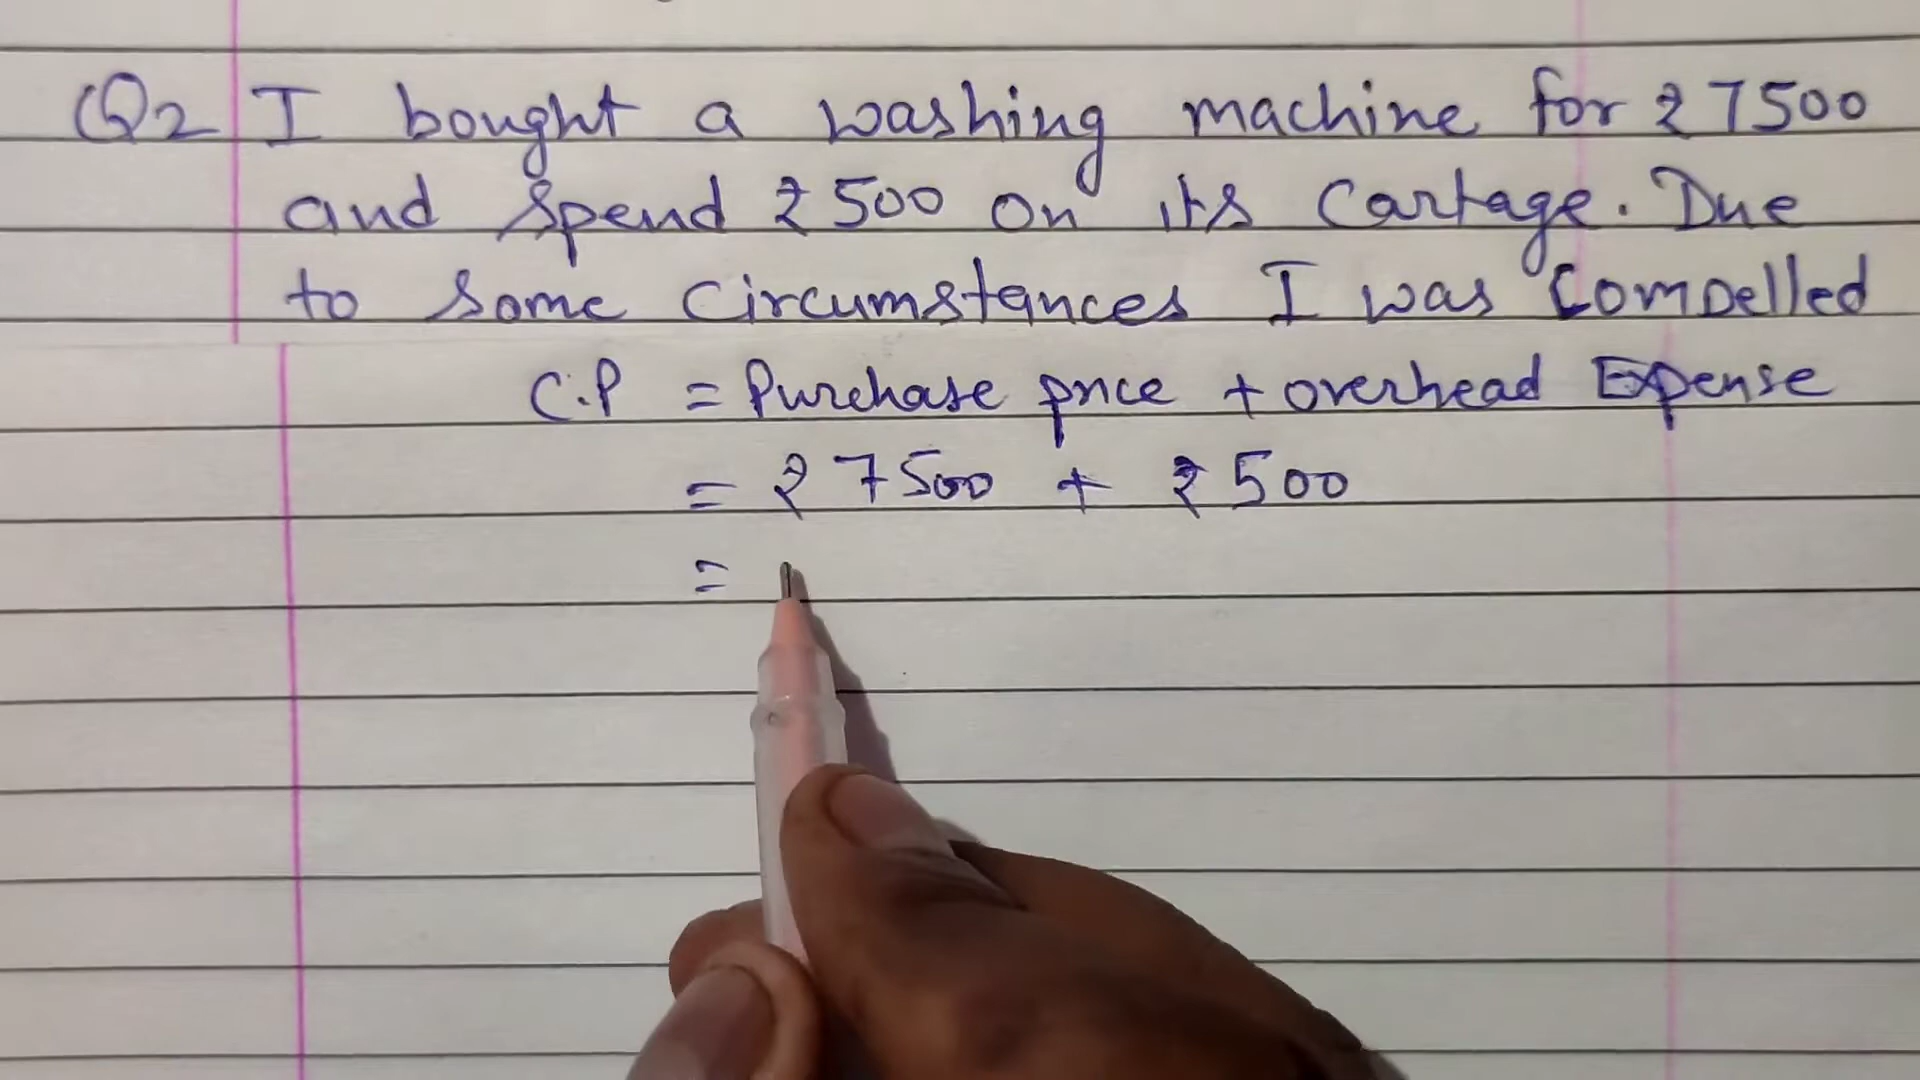 Q2 I bought a washing machine for ₹7500
and spend ₹500 on its cartage. Due
to some circumstances I was compelled
C.P = Purchase price + overhead Expense
= ₹7500 + ₹500
=